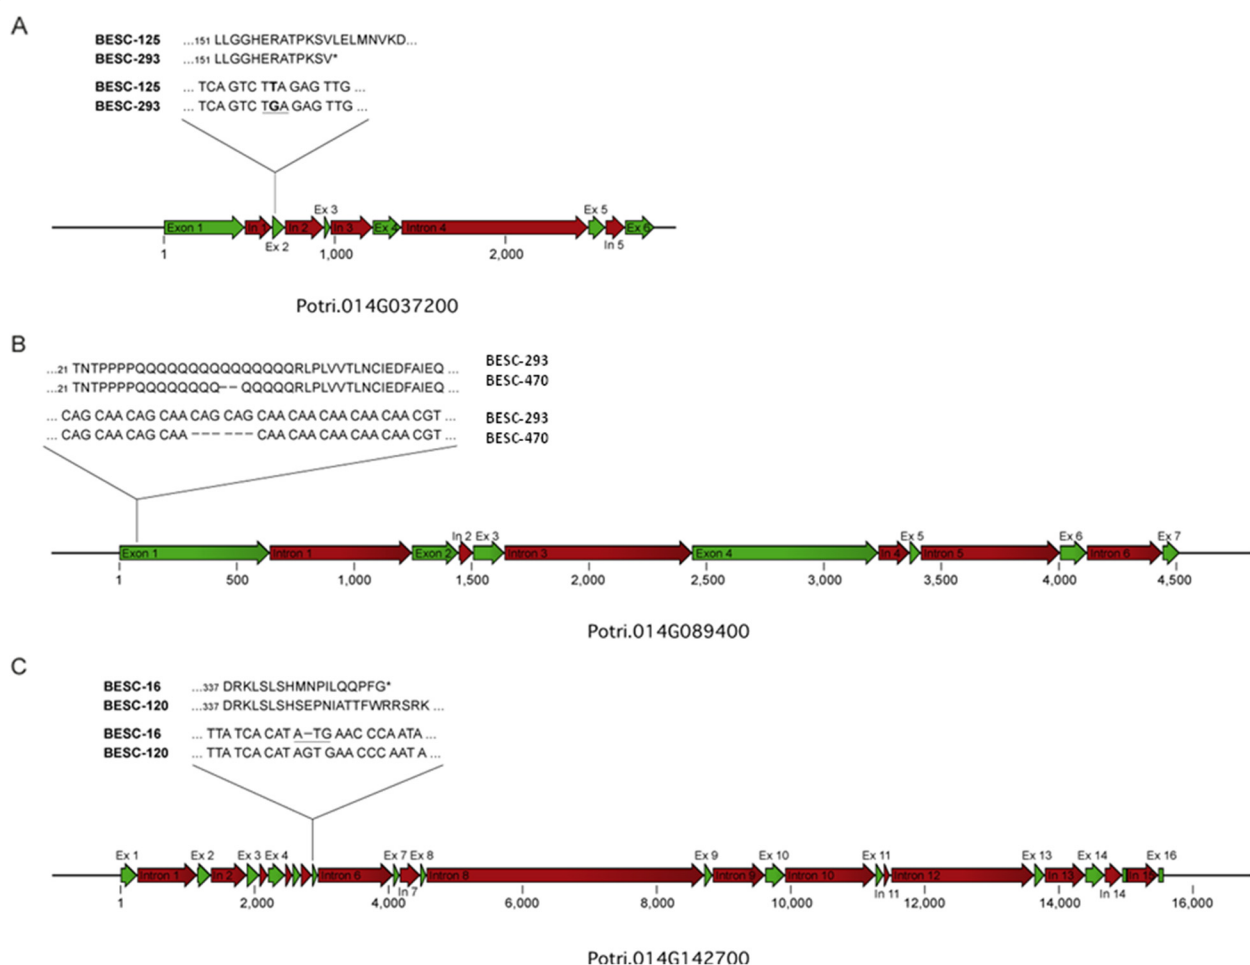 A
BESC-125 ...151 LLGGHERATPKSVLELMNVKD...
BESC-293 ...151 LLGGHERATPKSV*
BESC-125 ... TCA GTC TTA GAG TTG ...
BESC-293 ... TCA GTC TGA GAG TTG ...
Ex 3 Ex 5
Exon 1 In 1 In 2 In 3 Ex 4 Intron 4 Ex 6
Ex 2 In 5
1 1,000 2,000
Potri.014G037200
B
...21 TNTPPPPQQQQQQQQQQQQQQQRLPLVVTLNCIEDFAIEQ ... BESC-293
...21 TNTPPPPQQQQQQQQ--QQQQQRLPLVVTLNCIEDFAIEQ ... BESC-470
... CAG CAA CAG CAA CAG CAG CAA CAA CAA CAA CAA CGT ... BESC-293
... CAG CAA CAG CAA ------ CAA CAA CAA CAA CAA CGT ... BESC-470
In 2 Ex 3 Ex 5 Ex 6 Ex 7
Exon 1 Intron 1 Exon 2 Intron 3 Exon 4 In 4 Intron 5 Intron 6
1 500 1,000 1,500 2,000 2,500 3,000 3,500 4,000 4,500
Potri.014G089400
C
BESC-16 ...337 DRKLSLSHMNPILQQPFG*
BESC-120 ...337 DRKLSLSHSEPNIATTFWRRSRK ...
BESC-16 ... TTA TCA CAT A-TG AAC CCA ATA ...
BESC-120 ... TTA TCA CAT AGT GAA CCC AAT A ...
Ex 1 Ex 2 Ex 3 Ex 4 Ex 7 Ex 8 Ex 9 Ex 10 Ex 11 Ex 13 Ex 14 Ex 16
Intron 1 In 2 Intron 6 Intron 8 Intron 9 Intron 10 Intron 12 In 13 In 15
In 7 In 11 In 14
1 2,000 4,000 6,000 8,000 10,000 12,000 14,000 16,000
Potri.014G142700